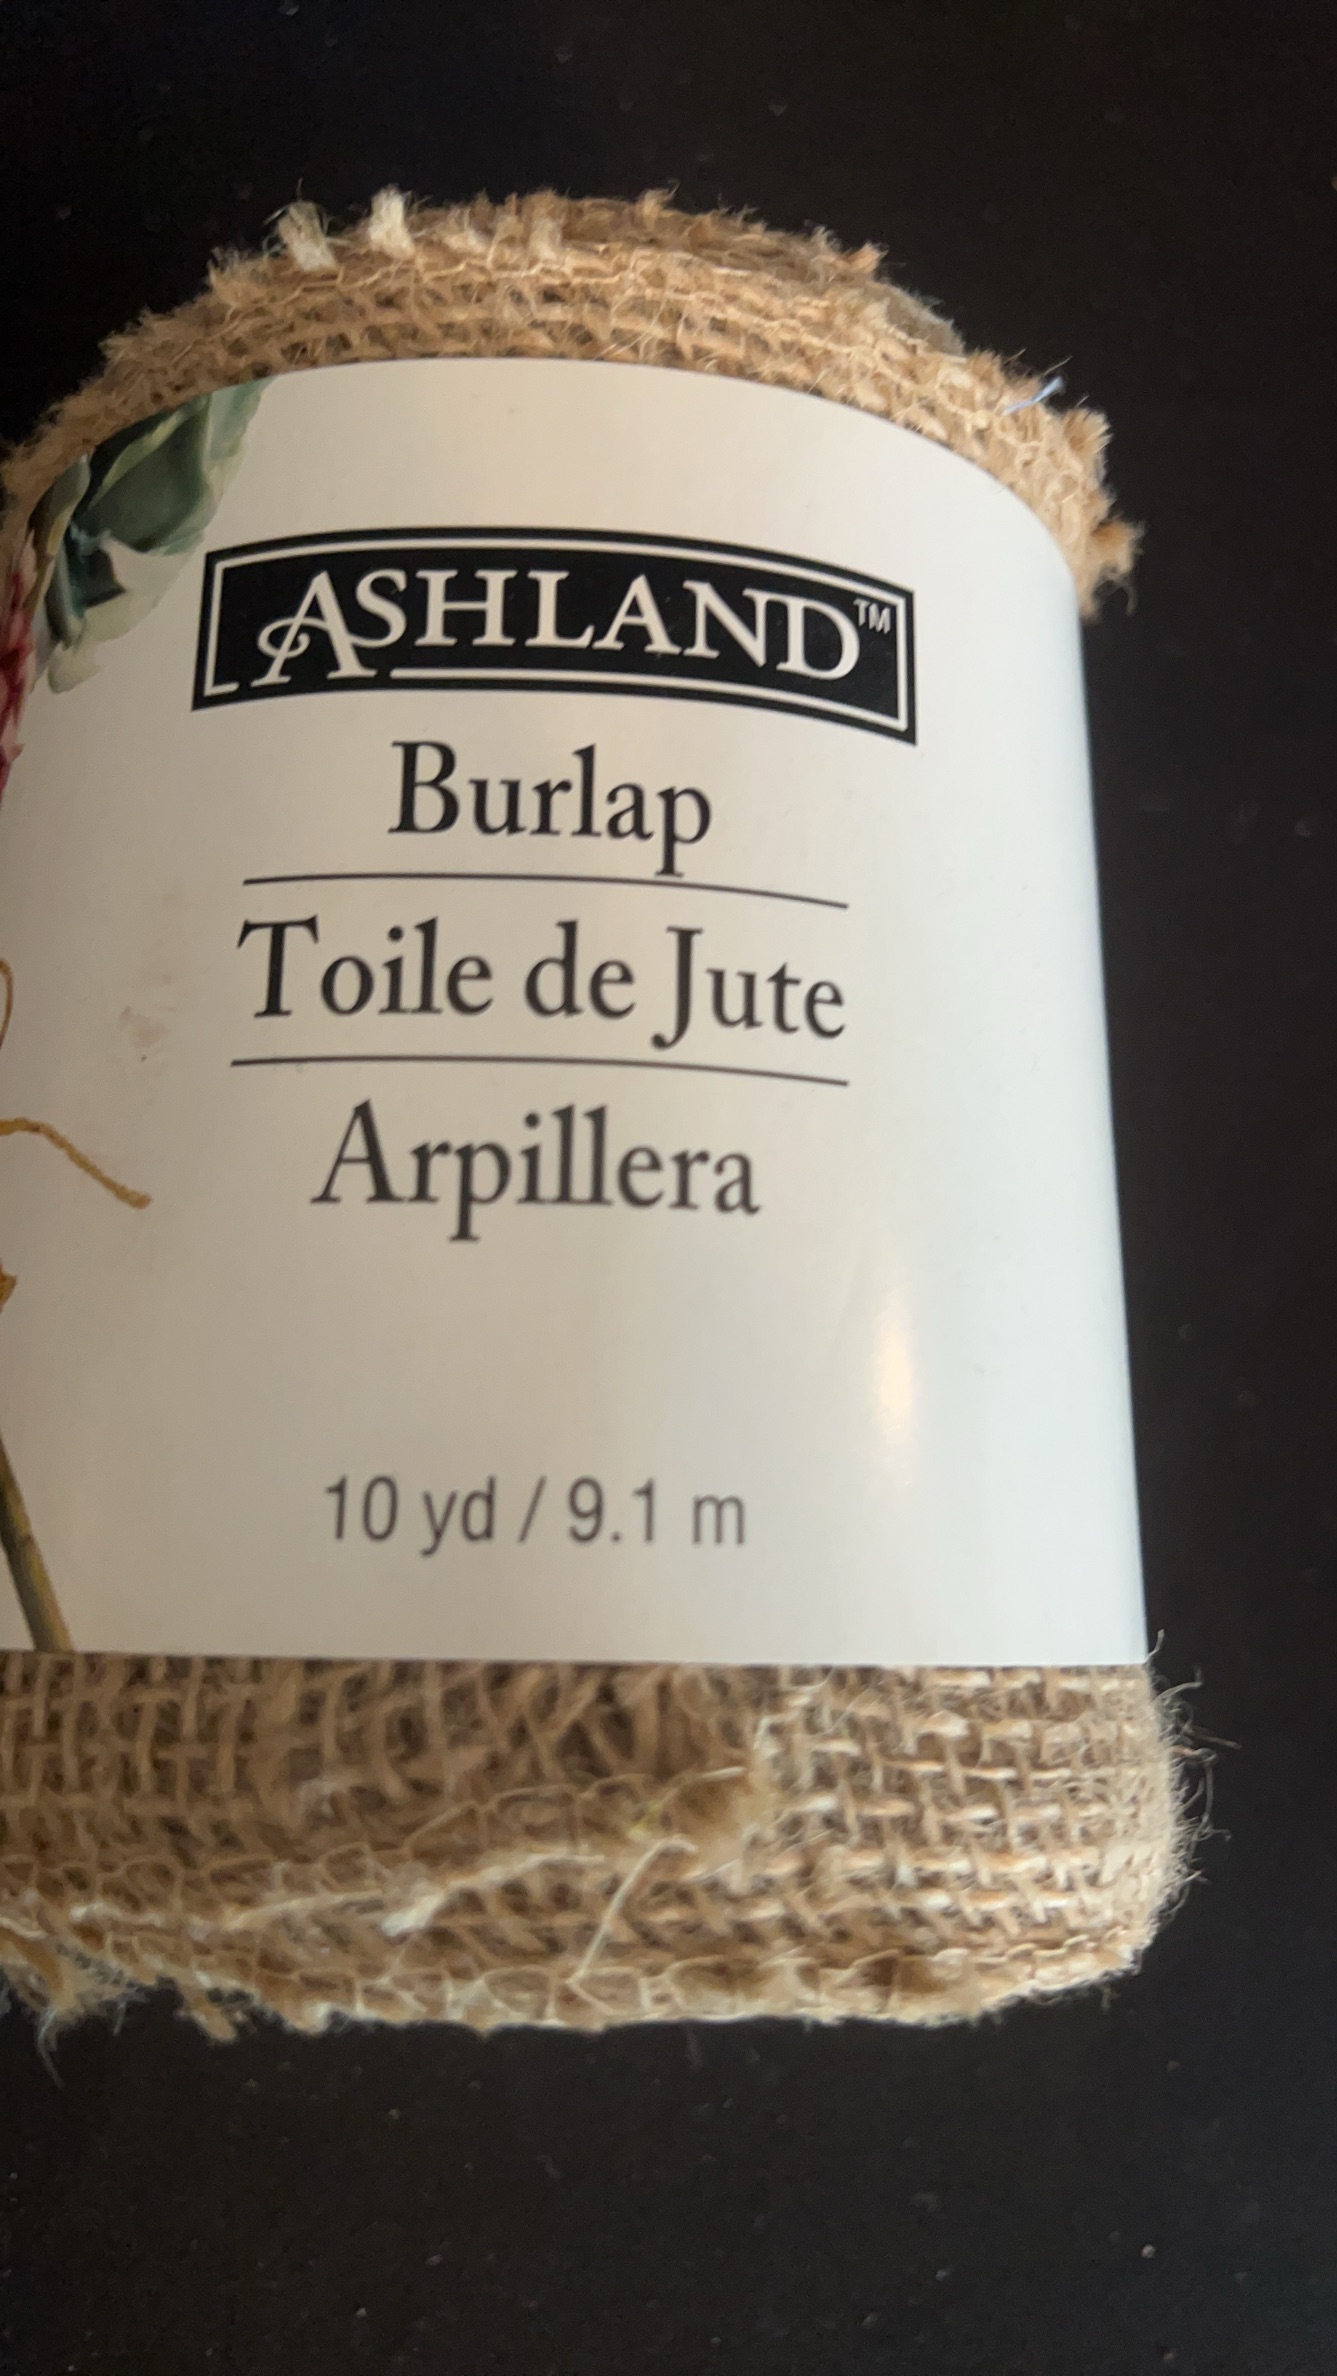 ASHLAND™
Burlap
Toile de Jute
Arpillera
10 yd / 9.1 m